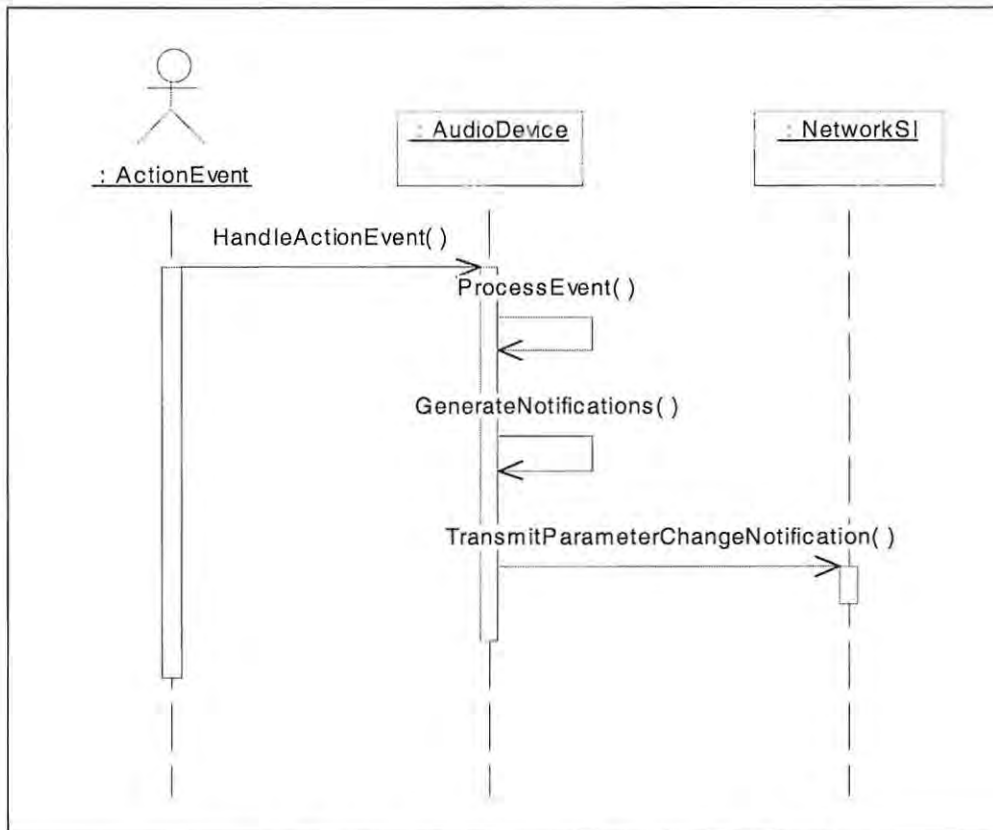 : ActionEvent
: AudioDevice
: NetworkSI
HandleActionEvent( )
ProcessEvent( )
GenerateNotifications( )
TransmitParameterChangeNotification( )